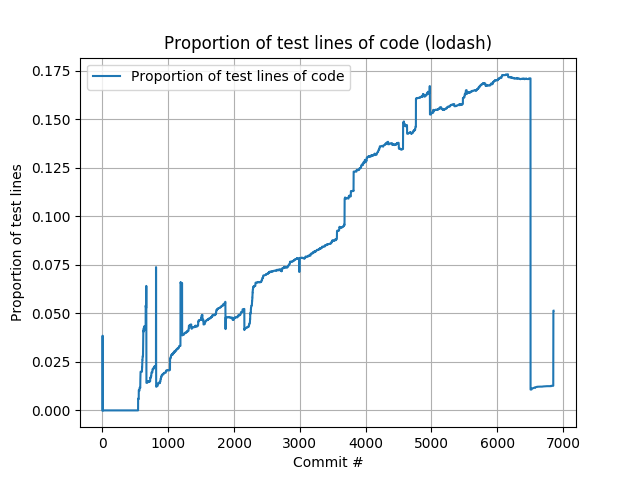 Proportion of test lines of code (lodash)
Proportion of test lines of code
Proportion of test lines
0.175
0.150
0.125
0.100
0.075
0.050
0.025
0.000
0 1000 2000 3000 4000 5000 6000 7000
Commit #